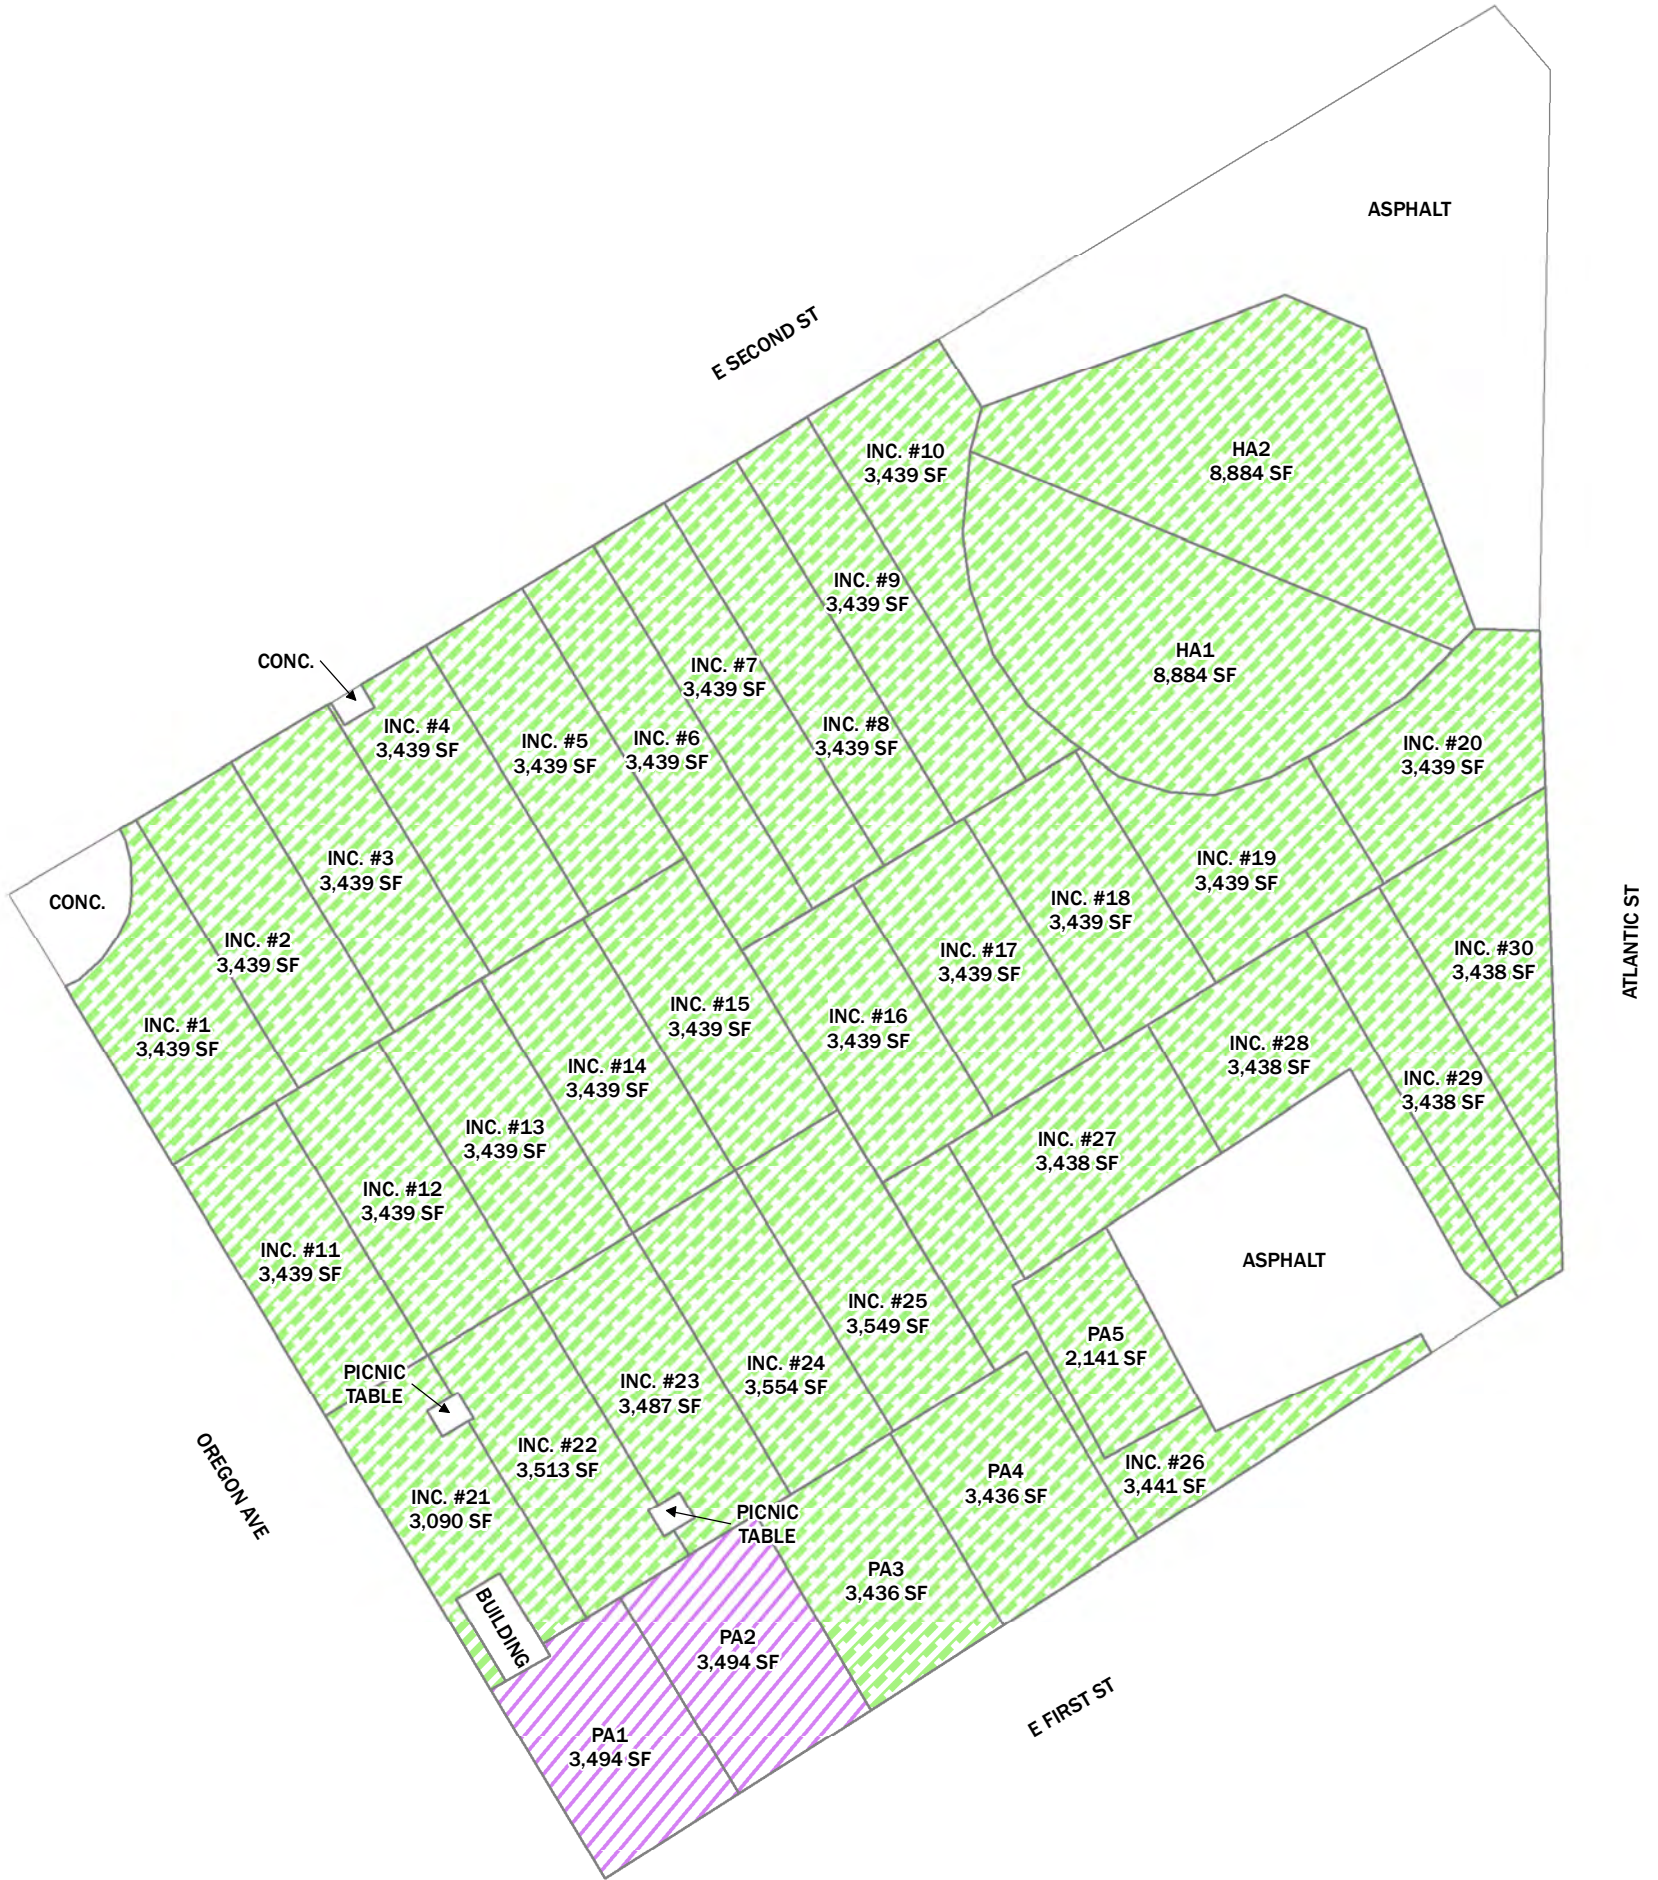 ASPHALT
E SECOND ST
INC. #10
3,439 SF
HA2
8,884 SF
INC. #9
3,439 SF
HA1
8,884 SF
CONC.
INC. #7
3,439 SF
INC. #4
3,439 SF
INC. #5
3,439 SF
INC. #6
3,439 SF
INC. #8
3,439 SF
INC. #20
3,439 SF
INC. #3
3,439 SF
INC. #19
3,439 SF
CONC.
INC. #18
3,439 SF
INC. #2
3,439 SF
INC. #17
3,439 SF
INC. #30
3,438 SF
ATLANTIC ST
INC. #1
3,439 SF
INC. #15
3,439 SF
INC. #16
3,439 SF
INC. #28
3,438 SF
INC. #14
3,439 SF
INC. #29
3,438 SF
INC. #13
3,439 SF
INC. #27
3,438 SF
INC. #12
3,439 SF
INC. #11
3,439 SF
ASPHALT
INC. #25
3,549 SF
PA5
2,141 SF
PICNIC
TABLE
INC. #24
3,554 SF
INC. #23
3,487 SF
INC. #22
3,513 SF
OREGON AVE
INC. #21
3,090 SF
PA4
3,436 SF
INC. #26
3,441 SF
PICNIC
TABLE
PA3
3,436 SF
BUILDING
PA2
3,494 SF
E FIRST ST
PA1
3,494 SF